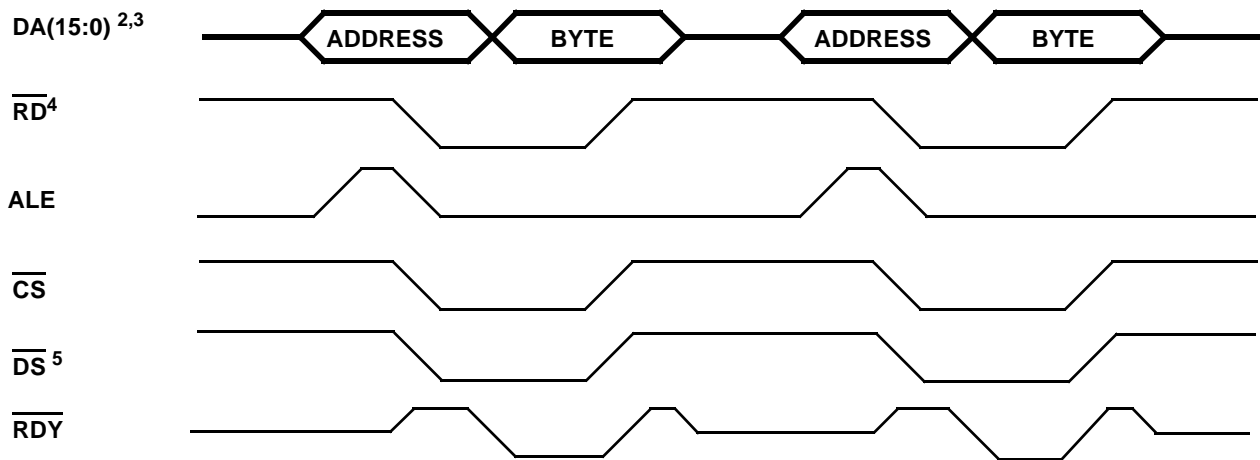 DA(15:0) 2,3 ADDRESS BYTE ADDRESS BYTE
RD4
ALE
CS
DS 5
RDY